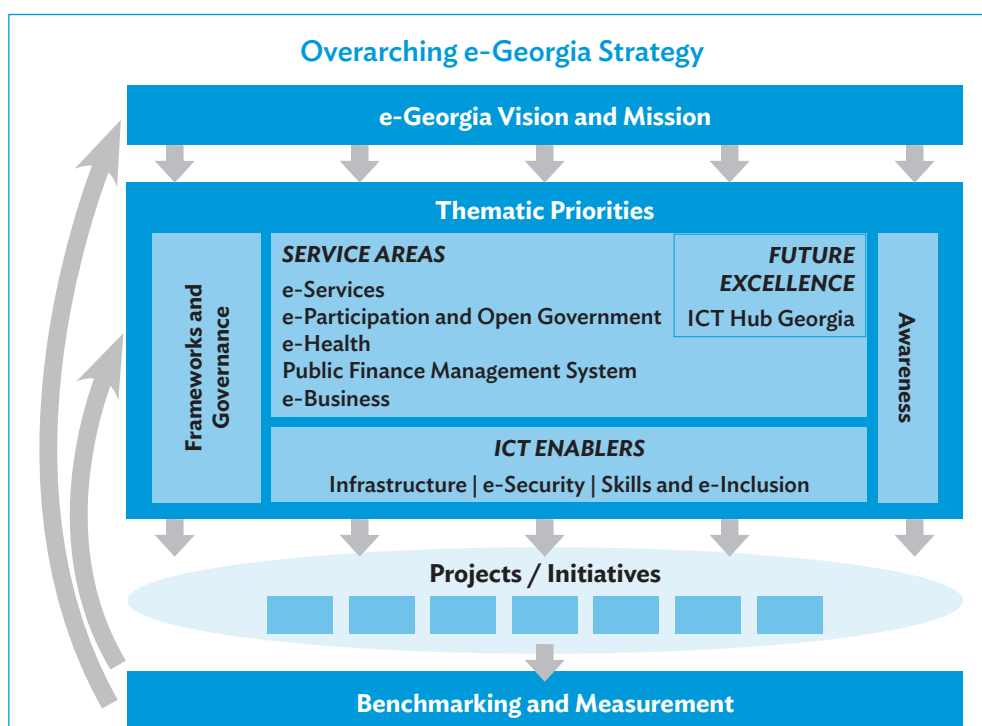 Overarching e-Georgia Strategy
e-Georgia Vision and Mission
Thematic Priorities
Frameworks and
Governance
SERVICE AREAS
e-Services
e-Participation and Open Government
e-Health
Public Finance Management System
e-Business
FUTURE
EXCELLENCE
ICT Hub Georgia
Awareness
ICT ENABLERS
Infrastructure | e-Security | Skills and e-Inclusion
Projects / Initiatives
Benchmarking and Measurement